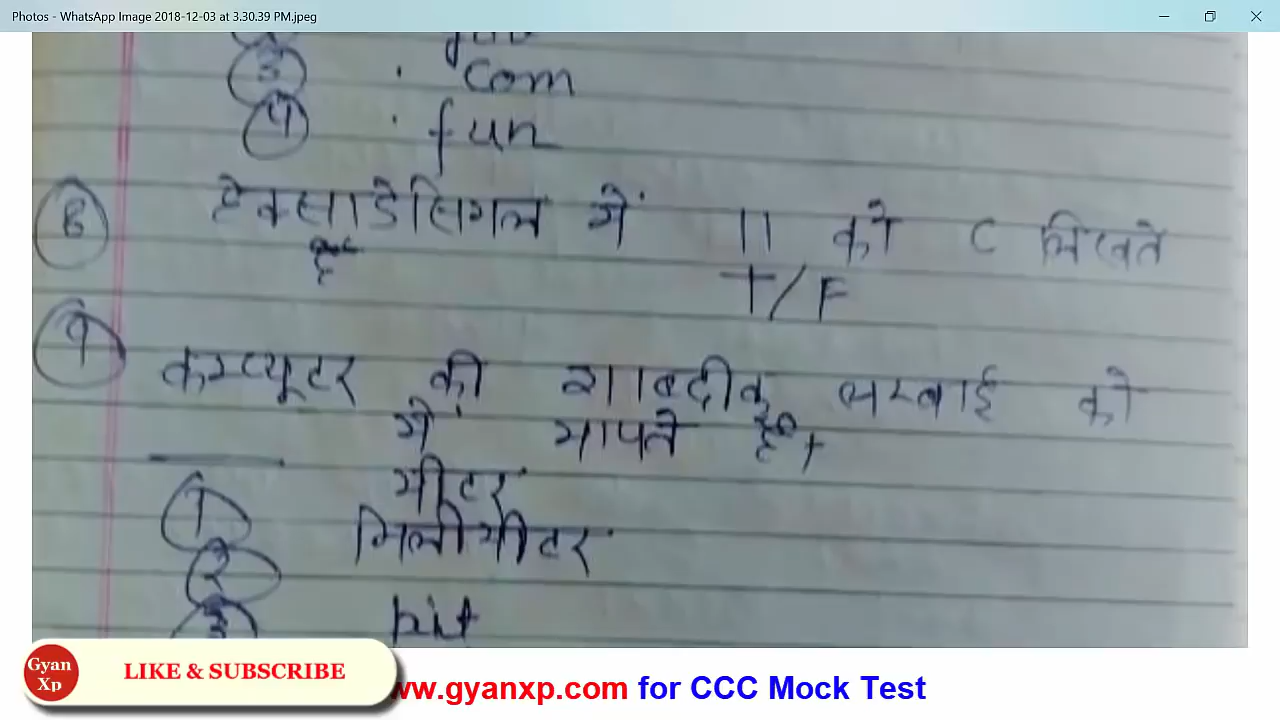 Photos - WhatsApp Image 2018-12-03 at 3.30.39 PM.jpeg
3 . com
4 . fun
8 हेक्साडेसिमल में 11 को C लिखते
है T/F
9 कम्प्यूटर की शाब्दीक लम्बाई को
____ में मापते है।
1 मीटर
2 मिलीमीटर
3 bit
Gyan Xp LIKE & SUBSCRIBE
ww.gyanxp.com for CCC Mock Test